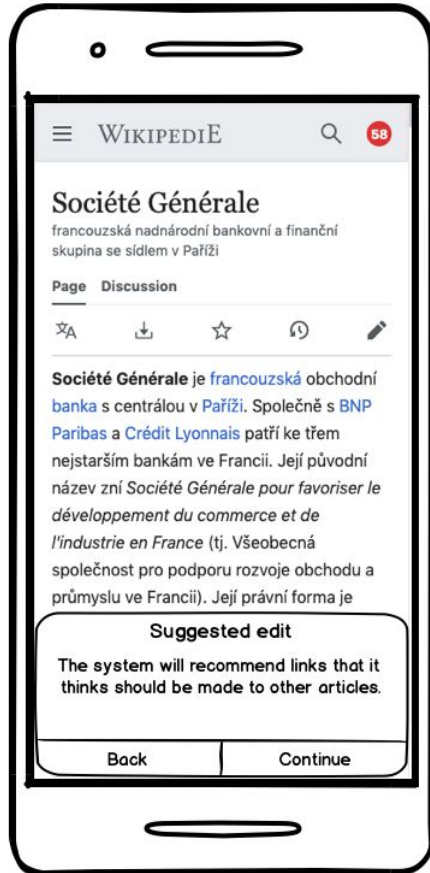 WIKIPEDIE
58
Société Générale
francouzská nadnárodní bankovní a finanční
skupina se sídlem v Paříži
Page Discussion
Société Générale je francouzská obchodní
banka s centrálou v Paříži. Společně s BNP
Paribas a Crédit Lyonnais patří ke třem
nejstarším bankám ve Francii. Její původní
název zní Société Générale pour favoriser le
développement du commerce et de
l'industrie en France (tj. Všeobecná
společnost pro podporu rozvoje obchodu a
průmyslu ve Francii). Její právní forma je
Suggested edit
The system will recommend links that it
thinks should be made to other articles.
Back Continue